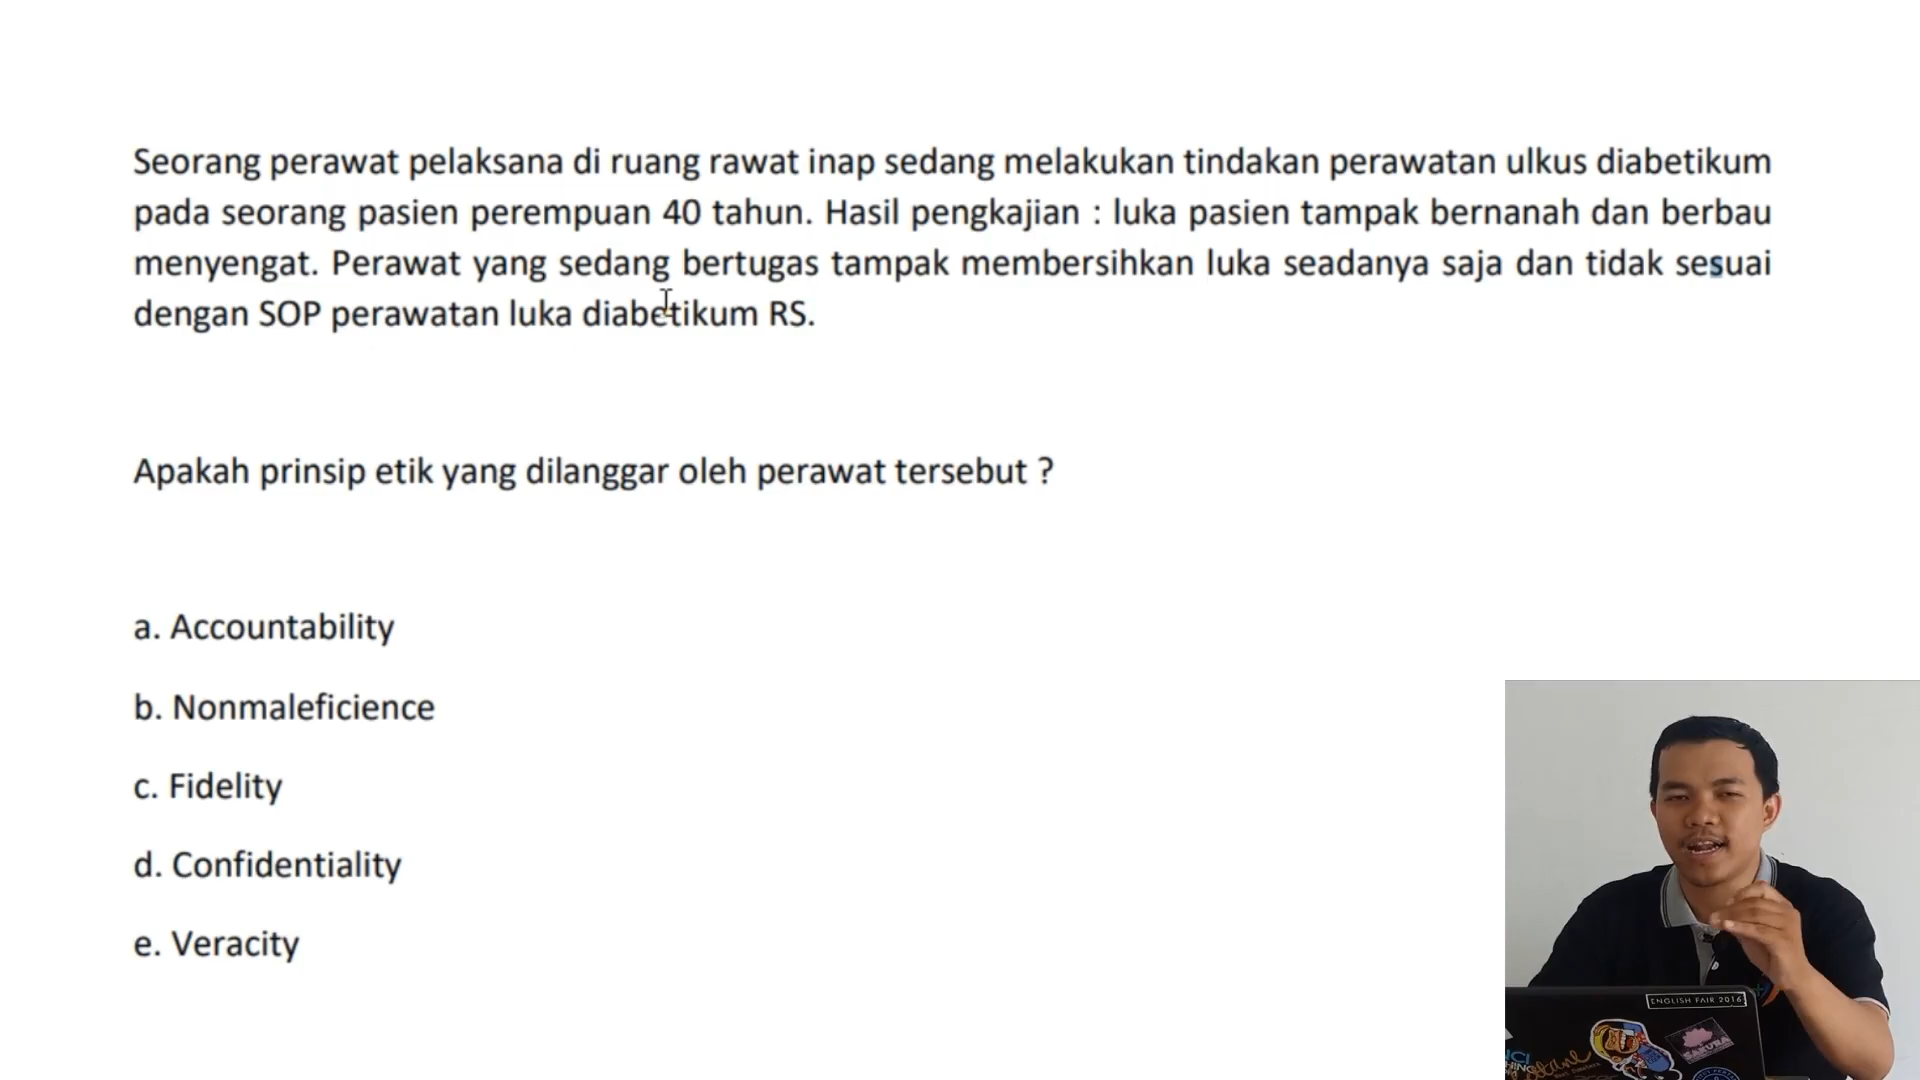 Seorang perawat pelaksana di ruang rawat inap sedang melakukan tindakan perawatan ulkus diabetikum
pada seorang pasien perempuan 40 tahun. Hasil pengkajian : luka pasien tampak bernanah dan berbau
menyengat. Perawat yang sedang bertugas tampak membersihkan luka seadanya saja dan tidak sesuai
dengan SOP perawatan luka diabetikum RS.
Apakah prinsip etik yang dilanggar oleh perawat tersebut ?
a. Accountability
b. Nonmaleficience
c. Fidelity
d. Confidentiality
e. Veracity
ENGLISH FAIR 2016
SAKURA